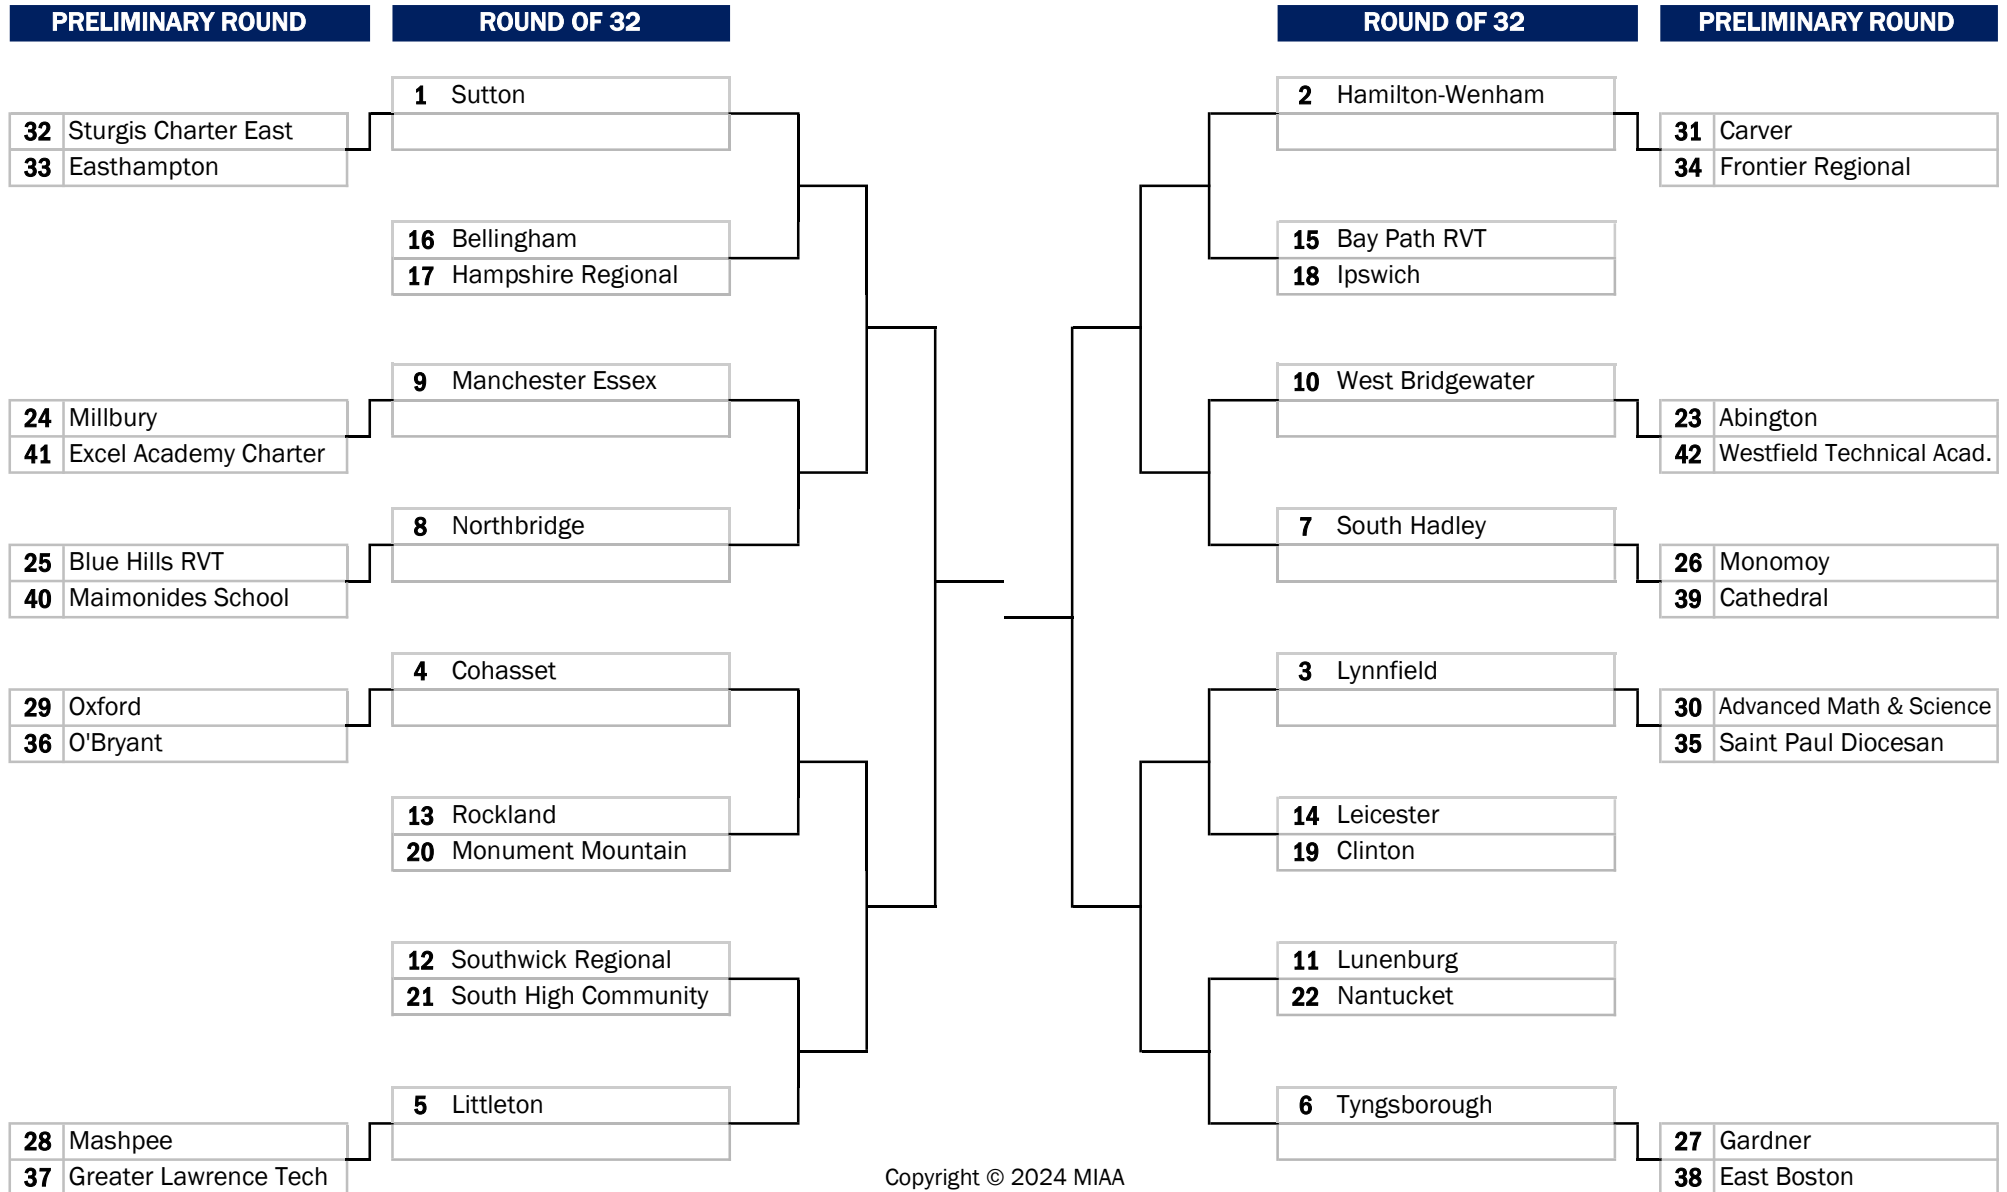 PRELIMINARY ROUND
ROUND OF 32
ROUND OF 32
PRELIMINARY ROUND
32 Sturgis Charter East
33 Easthampton
24 Millbury
41 Excel Academy Charter
25 Blue Hills RVT
40 Maimonides School
29 Oxford
36 O'Bryant
28 Mashpee
37 Greater Lawrence Tech
1 Sutton
16 Bellingham
17 Hampshire Regional
9 Manchester Essex
8 Northbridge
4 Cohasset
13 Rockland
20 Monument Mountain
12 Southwick Regional
21 South High Community
5 Littleton
2 Hamilton-Wenham
15 Bay Path RVT
18 Ipswich
10 West Bridgewater
7 South Hadley
3 Lynnfield
14 Leicester
19 Clinton
11 Lunenburg
22 Nantucket
6 Tyngsborough
31 Carver
34 Frontier Regional
23 Abington
42 Westfield Technical Acad.
26 Monomoy
39 Cathedral
30 Advanced Math & Science
35 Saint Paul Diocesan
27 Gardner
38 East Boston
Copyright © 2024 MIAA